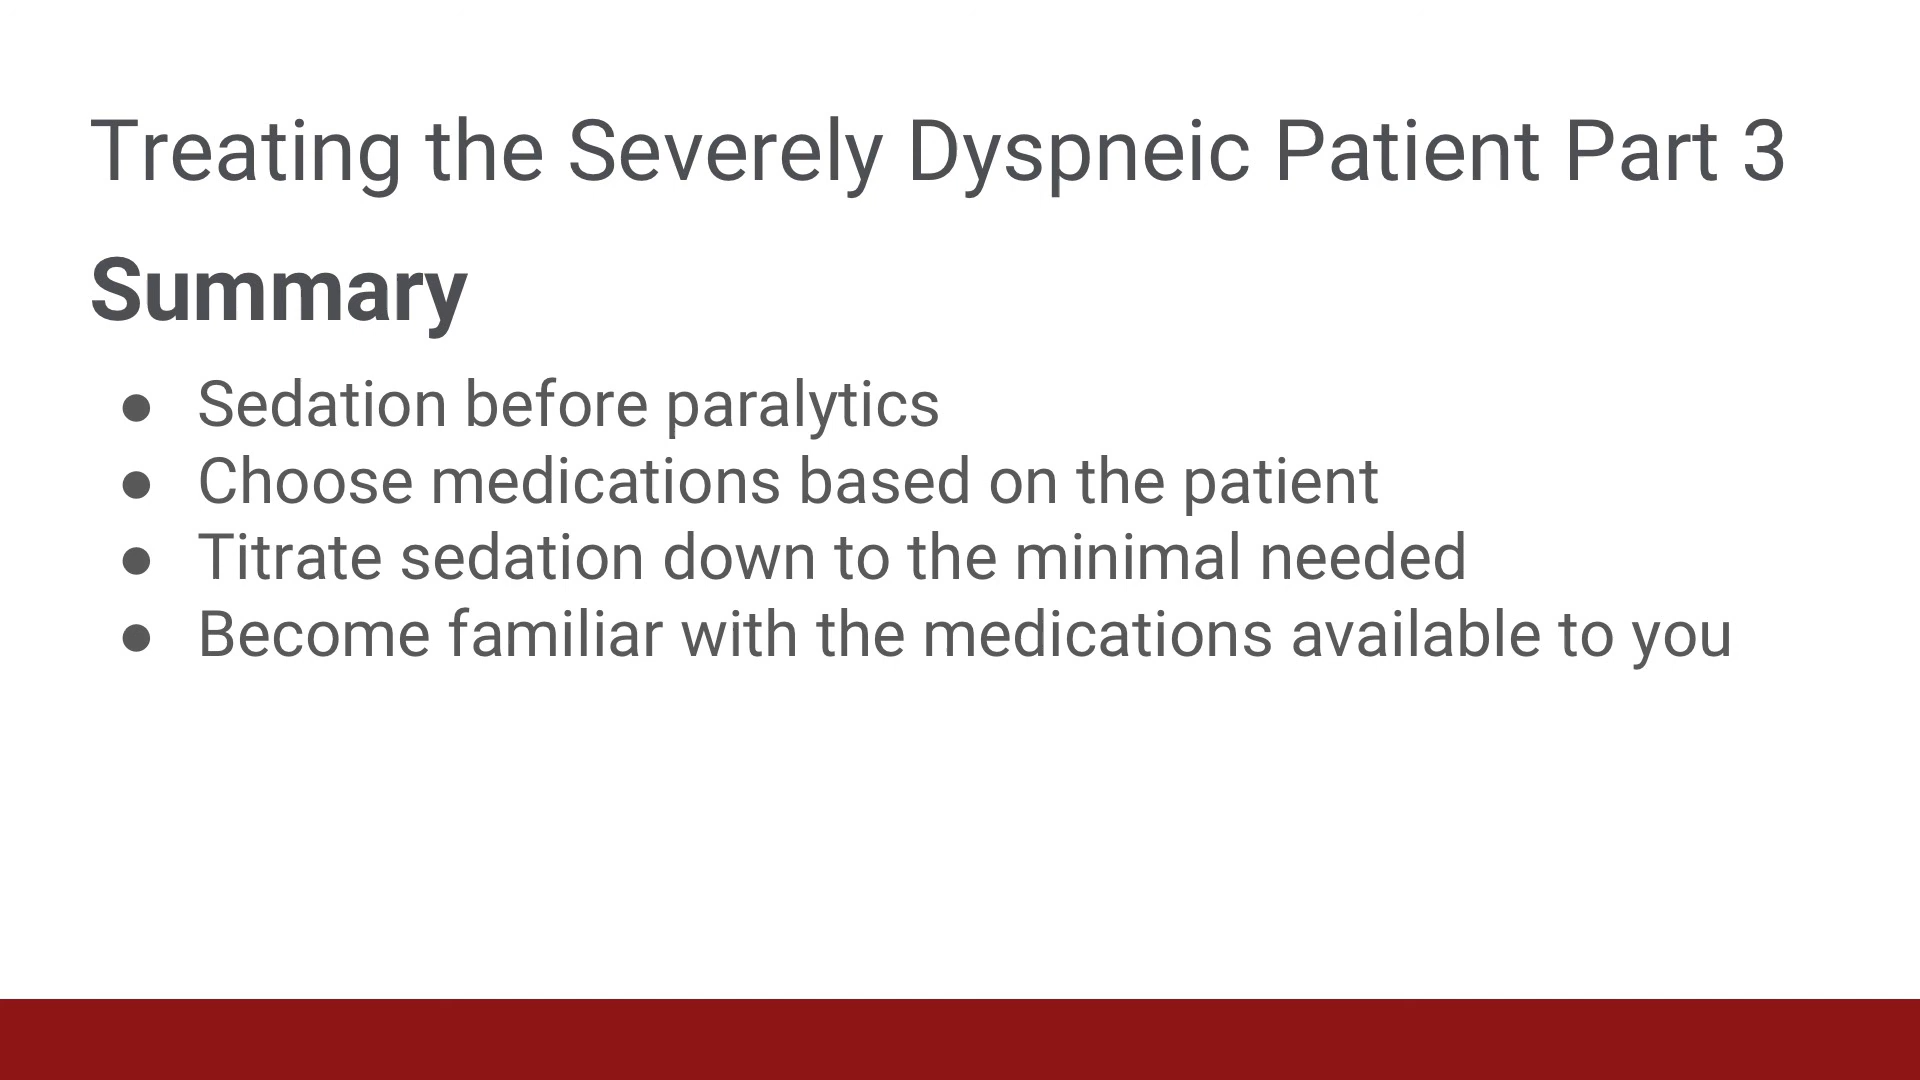 Treating the Severely Dyspneic Patient Part 3
Summary
● Sedation before paralytics
● Choose medications based on the patient
● Titrate sedation down to the minimal needed
● Become familiar with the medications available to you